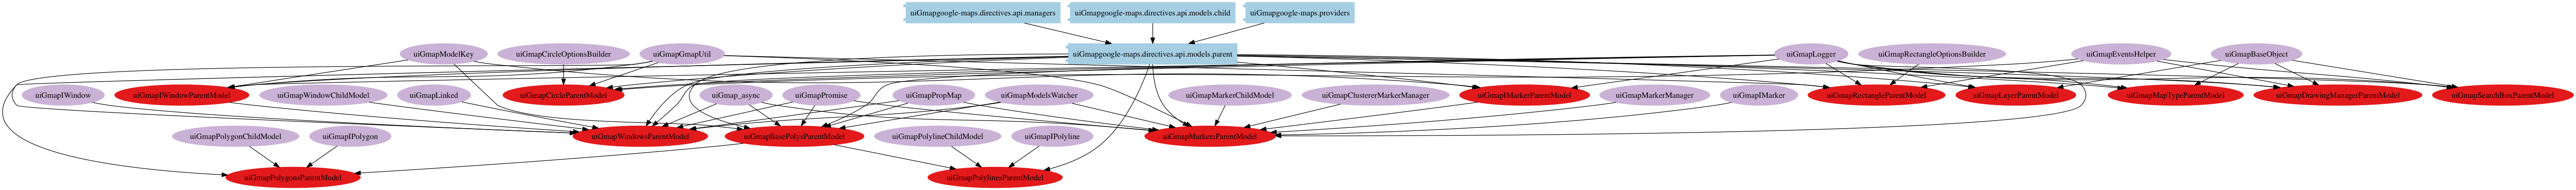 uiGmapgoogle-maps.directives.api.managers
uiGmapgoogle-maps.directives.api.models.child
uiGmapgoogle-maps.providers
uiGmapModelKey
uiGmapCircleOptionsBuilder
uiGmapGmapUtil
uiGmapgoogle-maps.directives.api.models.parent
uiGmapLogger
uiGmapRectangleOptionsBuilder
uiGmapEventsHelper
uiGmapBaseObject
uiGmapIWindow
uiGmapIWindowParentModel
uiGmapWindowChildModel
uiGmapLinked
uiGmapCircleParentModel
uiGmap_async
uiGmapPromise
uiGmapPropMap
uiGmapModelsWatcher
uiGmapMarkerChildModel
uiGmapClustererMarkerManager
uiGmapIMarkerParentModel
uiGmapMarkerManager
uiGmapIMarker
uiGmapRectangleParentModel
uiGmapLayerParentModel
uiGmapMapTypeParentModel
uiGmapDrawingManagerParentModel
uiGmapSearchBoxParentModel
uiGmapPolygonChildModel
uiGmapIPolygon
uiGmapWindowsParentModel
uiGmapBasePolysParentModel
uiGmapPolylineChildModel
uiGmapIPolyline
uiGmapMarkersParentModel
uiGmapPolygonsParentModel
uiGmapPolylinesParentModel